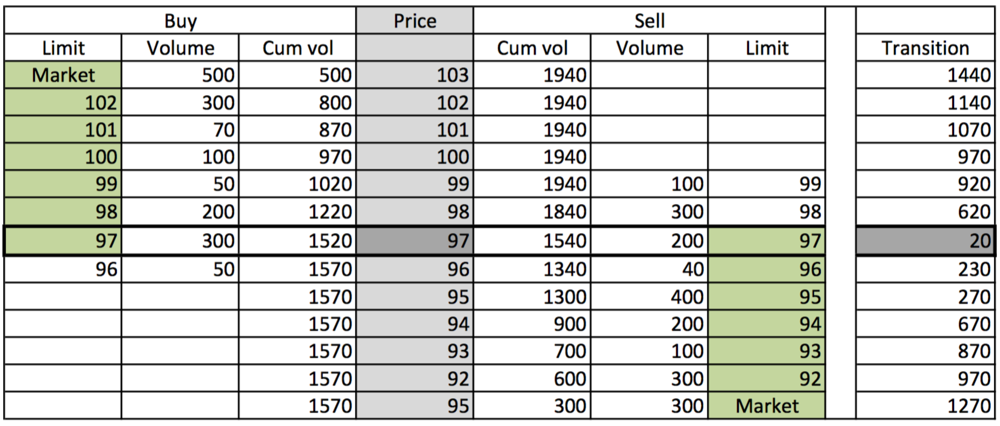 Buy Price Sell
Limit Volume Cum vol Cum vol Volume Limit Transition
Market 500 500 103 1940 1440
102 300 800 102 1940 1140
101 70 870 101 1940 1070
100 100 970 100 1940 970
99 50 1020 99 1940 100 99 920
98 200 1220 98 1840 300 98 620
97 300 1520 97 1540 200 97 20
96 50 1570 96 1340 40 96 230
1570 95 1300 400 95 270
1570 94 900 200 94 670
1570 93 700 100 93 870
1570 92 600 300 92 970
1570 95 300 300 Market 1270